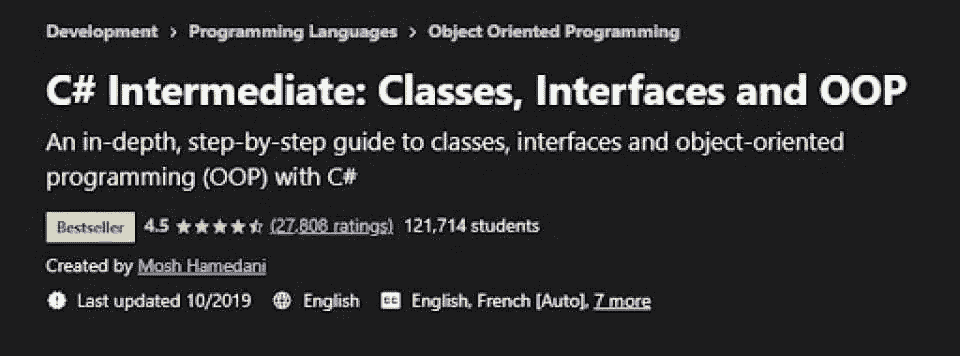 Development > Programming Languages > Object Oriented Programming
C# Intermediate: Classes, Interfaces and OOP
An in-depth, step-by-step guide to classes, interfaces and object-oriented
programming (OOP) with C#
Bestseller 4.5 (27,808 ratings) 121,714 students
Created by Mosh Hamedani
Last updated 10/2019 English CC English, French [Auto], 7 more